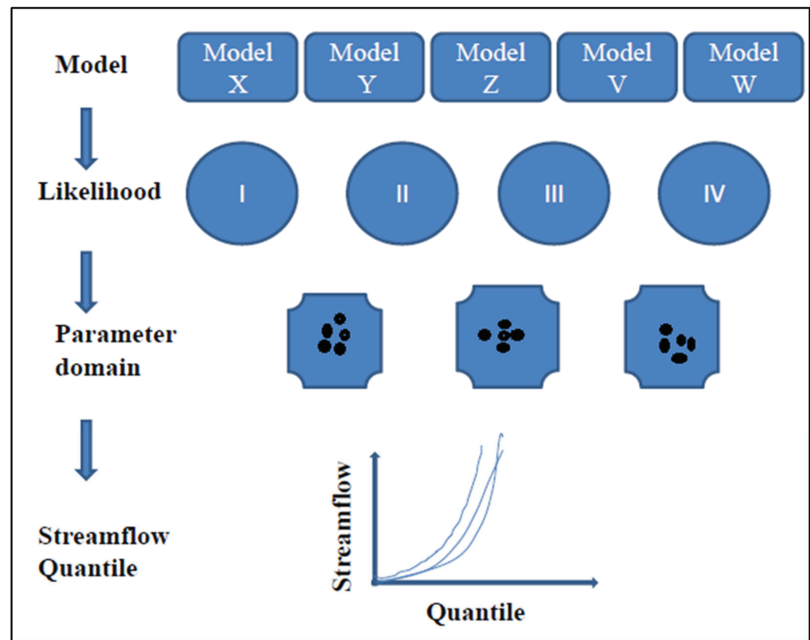 Model
Model
X
Model
Y
Model
Z
Model
V
Model
W
Likelihood
I
II
III
IV
Parameter
domain
Streamflow
Quantile
Streamflow
Quantile